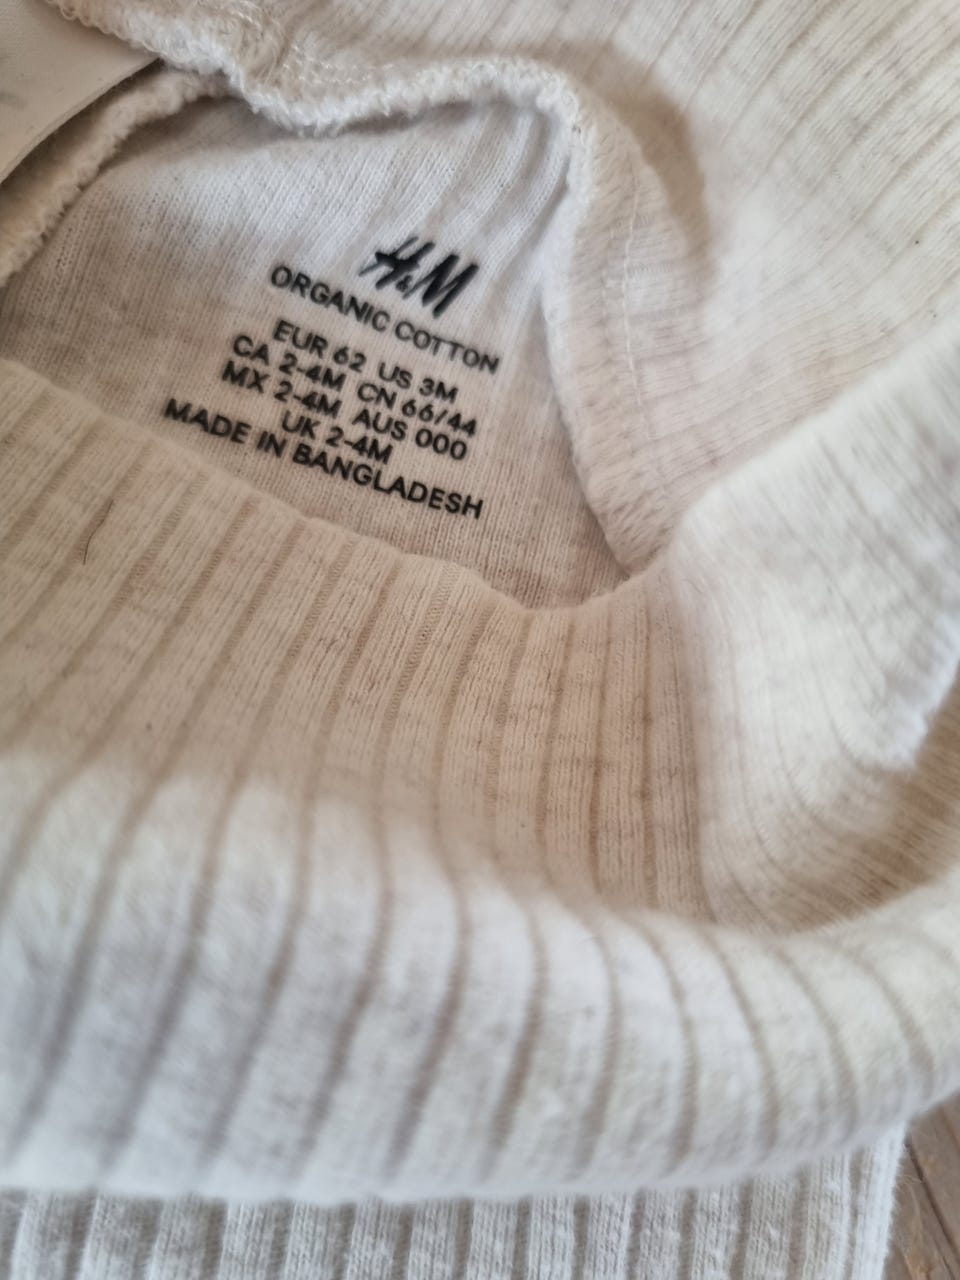 H&M
ORGANIC COTTON
EUR 62 US 3M
CA 2-4M CN 66/44
MX 2-4M AUS 000
UK 2-4M
MADE IN BANGLADESH